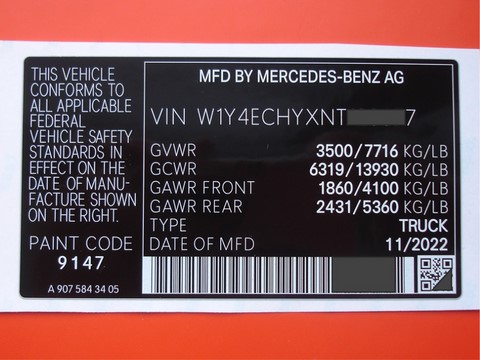 THIS VEHICLE
CONFORMS TO
ALL APPLICABLE
FEDERAL
VEHICLE SAFETY
STANDARDS IN
EFFECT ON THE
DATE OF MANU-
FACTURE SHOWN
ON THE RIGHT.
PAINT CODE
9147
A 907 584 34 05
MFD BY MERCEDES-BENZ AG
VIN W1Y4ECHYXNT 7
GVWR 3500/7716 KG/LB
GCWR 6319/13930 KG/LB
GAWR FRONT 1860/4100 KG/LB
GAWR REAR 2431/5360 KG/LB
TYPE TRUCK
DATE OF MFD 11/2022